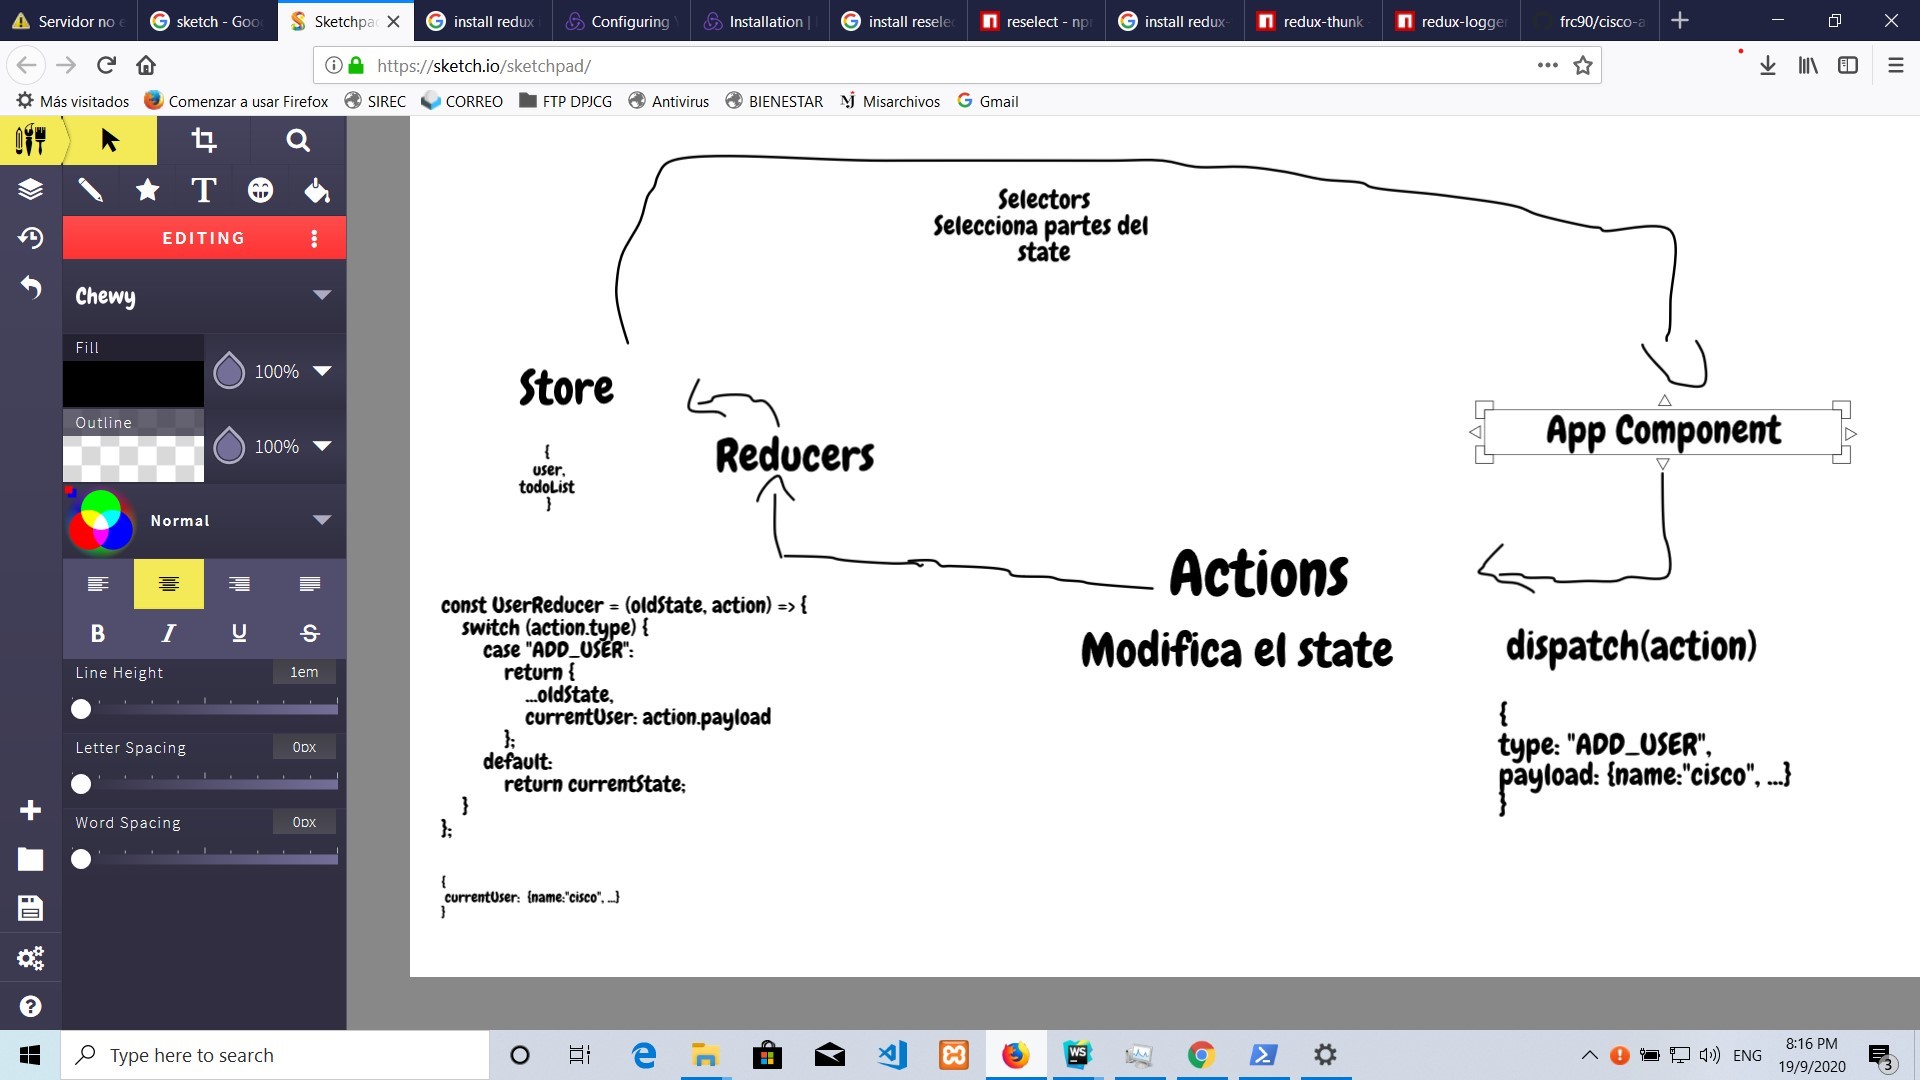 Servidor no e
sketch - Goo
Sketchpa
install redux
Configuring
Installation |
install resele
reselect - np
install redux-
redux-thunk
redux-logge
frc90/cisco-a
https://sketch.io/sketchpad/
Más visitados
Comenzar a usar Firefox
SIREC
CORREO
FTP DPJCG
Antivirus
BIENESTAR
Misarchivos
Gmail
EDITING
Chewy
Fill
100%
Outline
100%
Normal
B I U S
Line Height 1em
Letter Spacing 0px
Word Spacing 0px
Selectors
Selecciona partes del
state
Store
{
user,
todoList
}
Reducers
App Component
Actions
Modifica el state
dispatch(action)
{
type: "ADD_USER",
payload: {name:"cisco", ...}
}
const UserReducer = (oldState, action) => {
switch (action.type) {
case "ADD_USER":
return {
...oldState,
currentUser: action.payload
};
default:
return currentState;
}
};
{
currentUser: {name:"cisco", ...}
}
Type here to search
WS
ENG
8:16 PM
19/9/2020
3